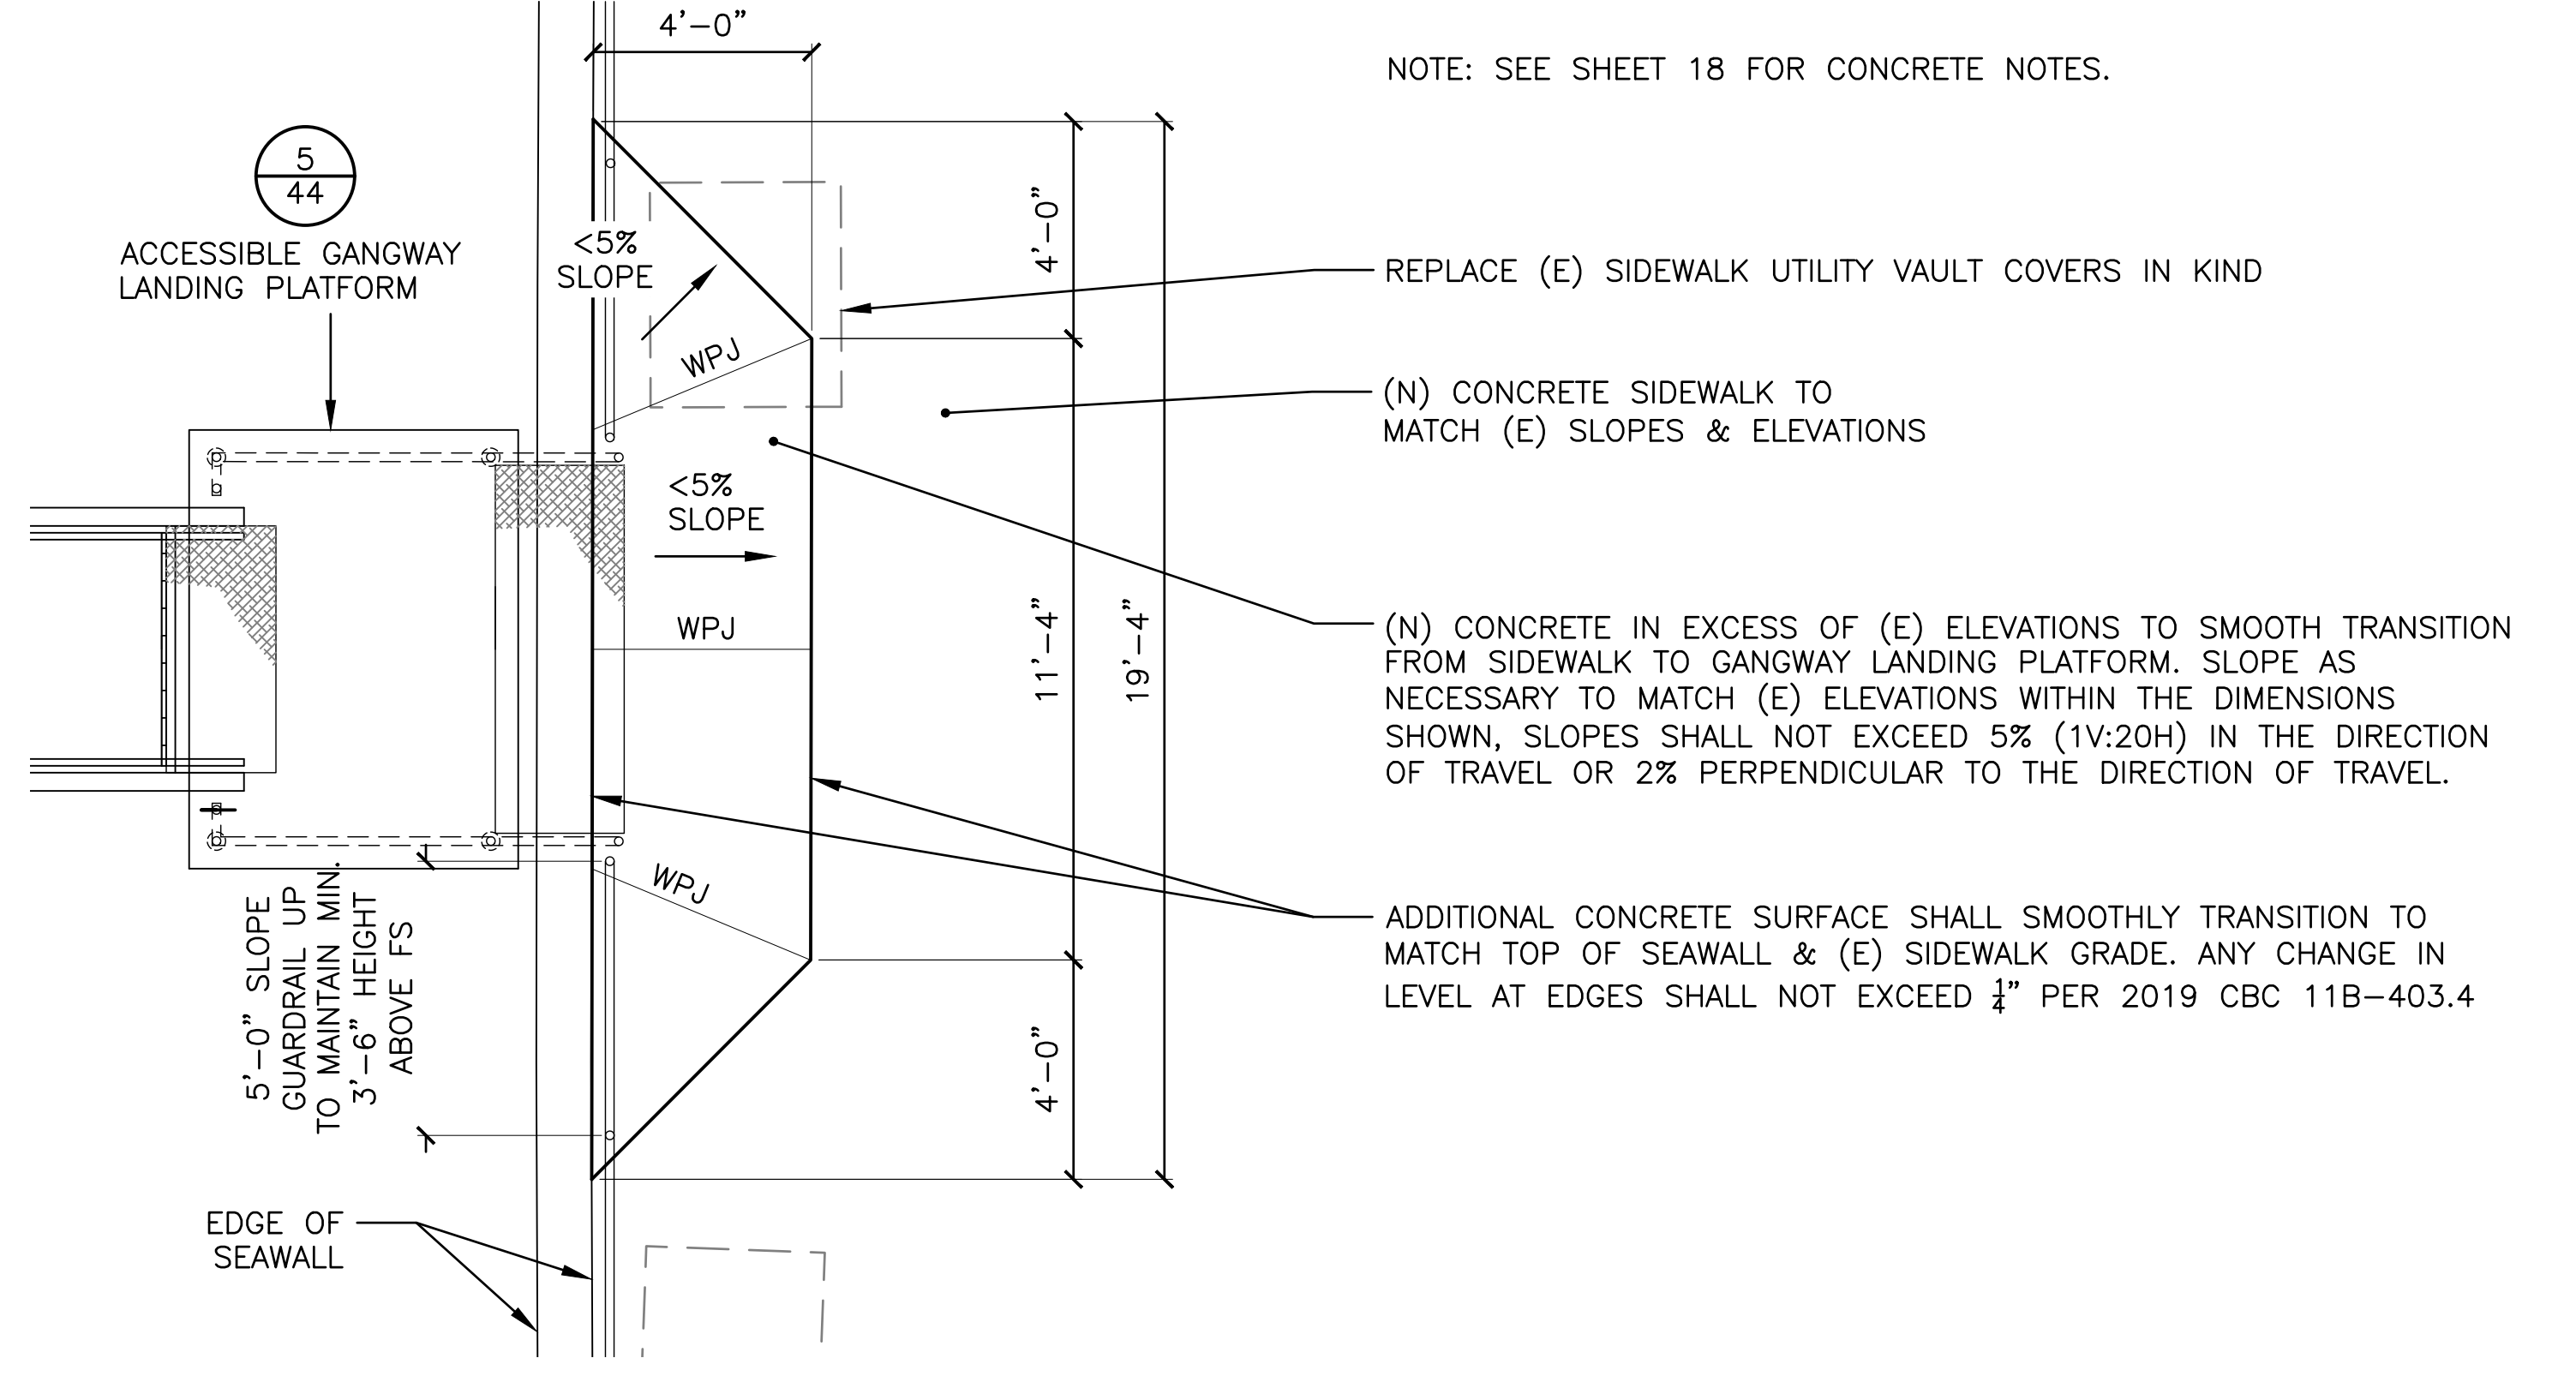 4'-0"
NOTE: SEE SHEET 18 FOR CONCRETE NOTES.
5
44
ACCESSIBLE GANGWAY
LANDING PLATFORM
<5%
SLOPE
4'-0"
REPLACE (E) SIDEWALK UTILITY VAULT COVERS IN KIND
WPJ
(N) CONCRETE SIDEWALK TO
MATCH (E) SLOPES & ELEVATIONS
<5%
SLOPE
WPJ
11'-4"
19'-4"
(N) CONCRETE IN EXCESS OF (E) ELEVATIONS TO SMOOTH TRANSITION
FROM SIDEWALK TO GANGWAY LANDING PLATFORM. SLOPE AS
NECESSARY TO MATCH (E) ELEVATIONS WITHIN THE DIMENSIONS
SHOWN, SLOPES SHALL NOT EXCEED 5% (1V:20H) IN THE DIRECTION
OF TRAVEL OR 2% PERPENDICULAR TO THE DIRECTION OF TRAVEL.
WPJ
5'-0" SLOPE
GUARDRAIL UP
TO MAINTAIN MIN.
3'-6" HEIGHT
ABOVE FS
ADDITIONAL CONCRETE SURFACE SHALL SMOOTHLY TRANSITION TO
MATCH TOP OF SEAWALL & (E) SIDEWALK GRADE. ANY CHANGE IN
LEVEL AT EDGES SHALL NOT EXCEED ¼" PER 2019 CBC 11B-403.4
4'-0"
EDGE OF
SEAWALL